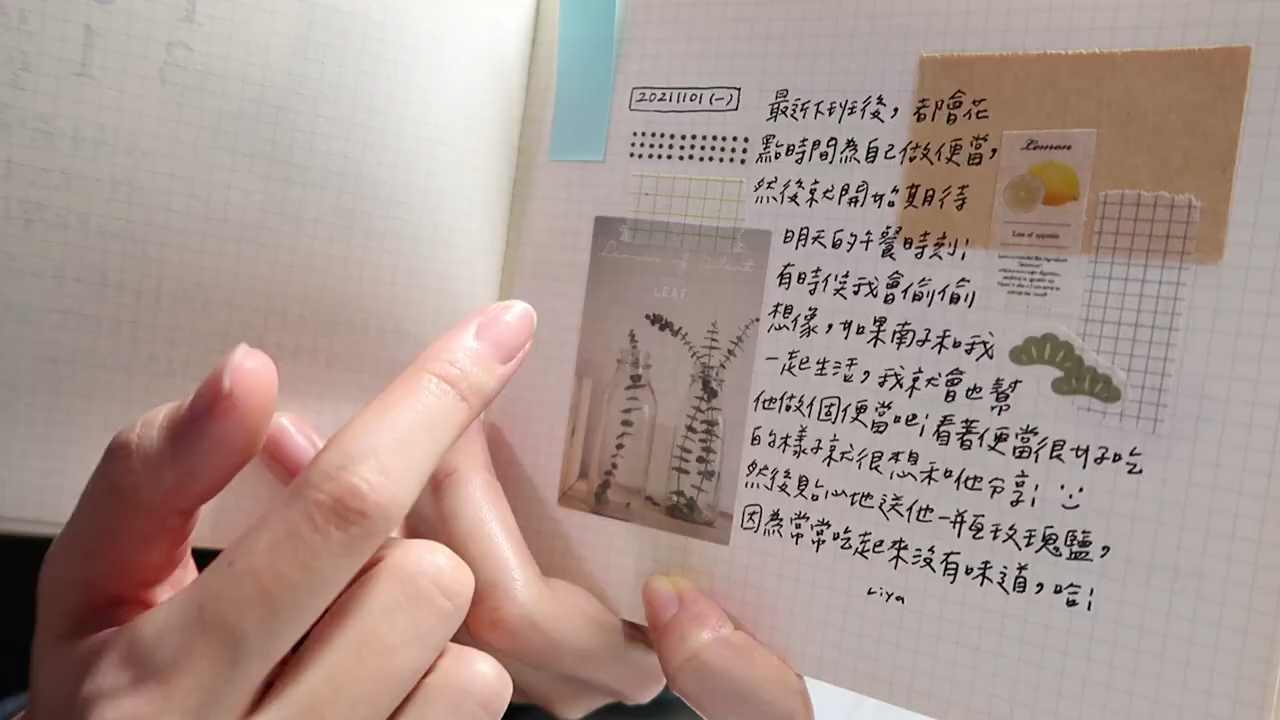 20211101(一)
最近下班後，都會花
點時間為自己做便當，
然後就開始期待
明天的午餐時刻！
有時候我會偷偷
想像，如果南子和我
一起生活，我就會也幫
他做個便當吧！看著便當很好吃
的樣子就很想和他分享！
然後貼心地送他一瓶玫瑰鹽，
因為常常吃起來沒有味道，哈！
Liya
LEAF
Lemon